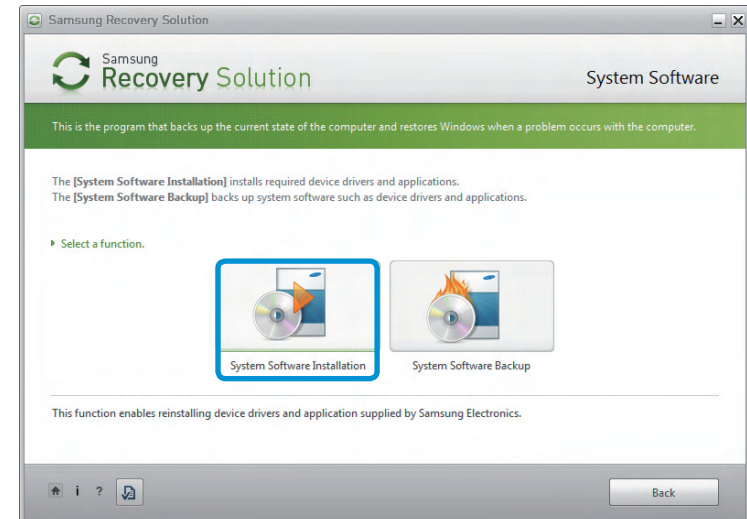 Samsung Recovery Solution
Samsung
Recovery Solution
System Software
This is the program that backs up the current state of the computer and restores Windows when a problem occurs with the computer.
The [System Software Installation] installs required device drivers and applications.
The [System Software Backup] backs up system software such as device drivers and applications.
Select a function.
System Software Installation
System Software Backup
This function enables reinstalling device drivers and application supplied by Samsung Electronics.
i ?
Back